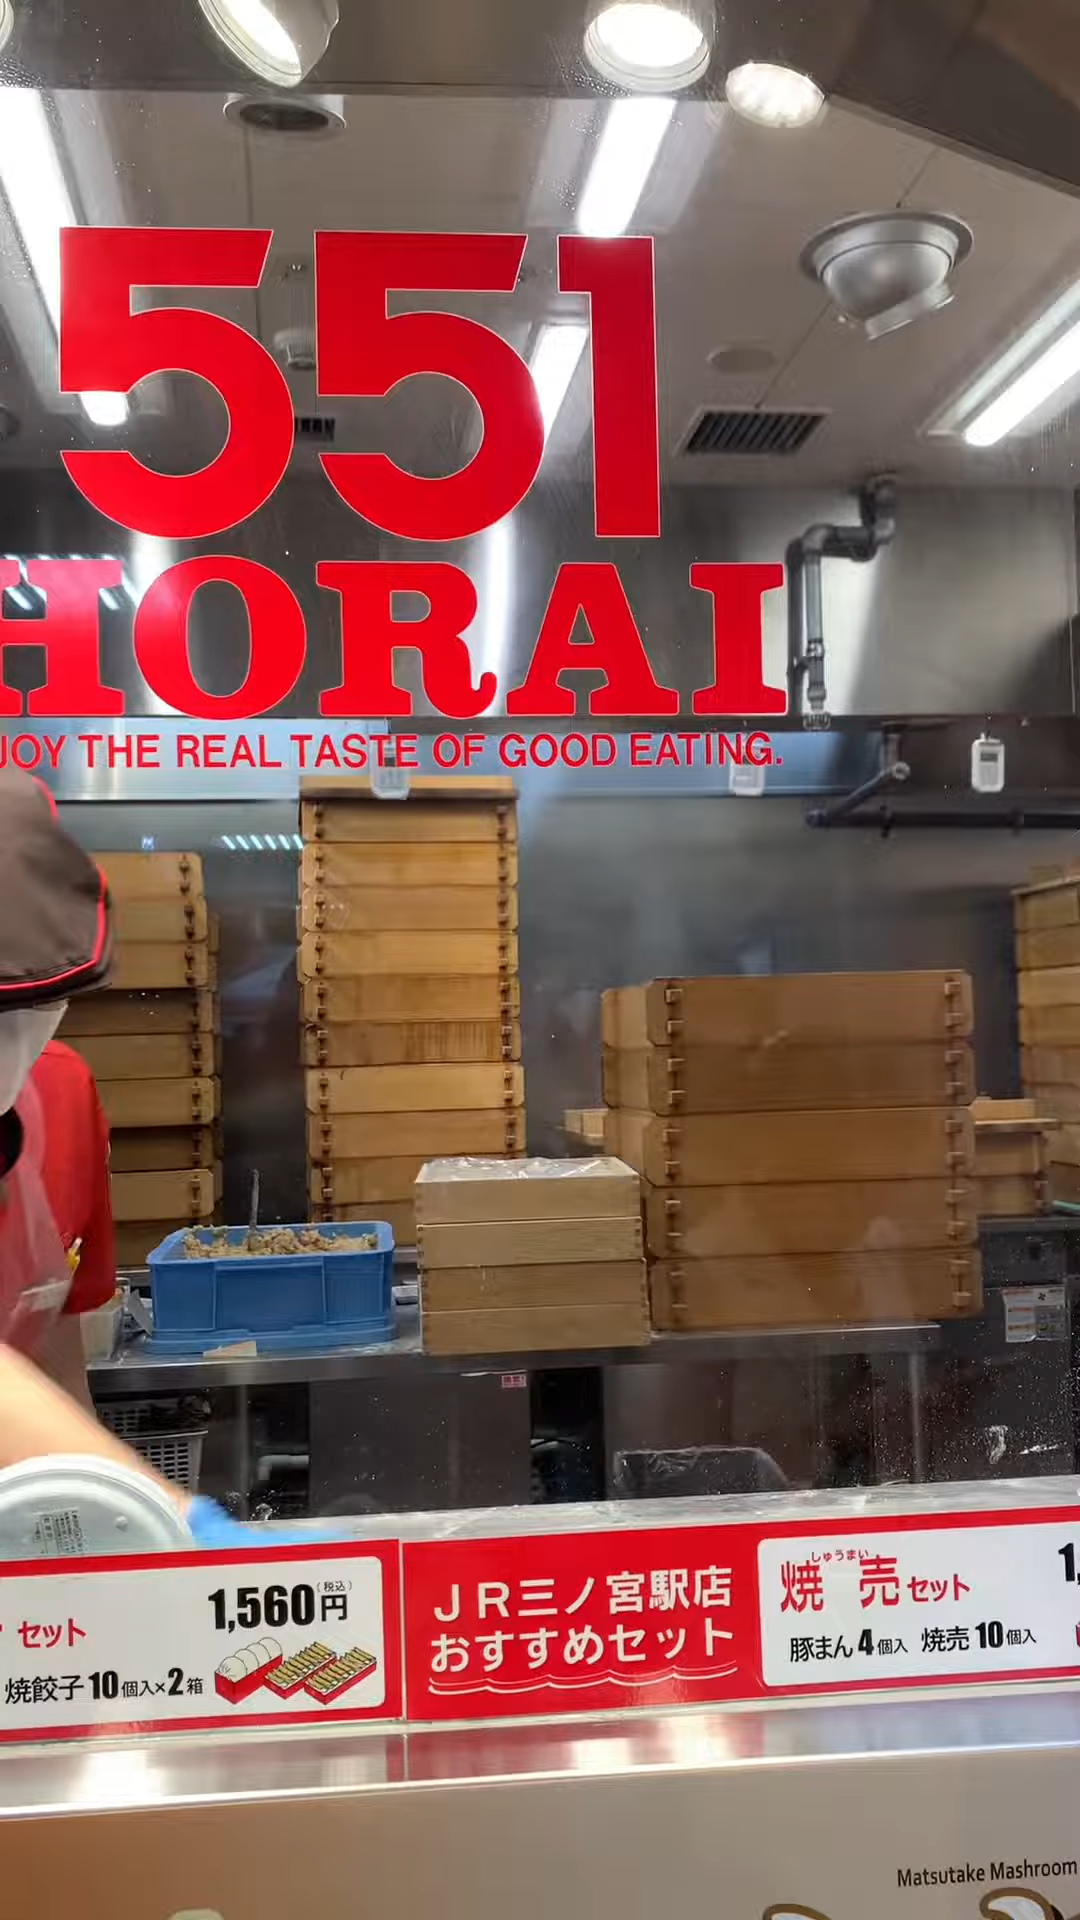 551
HORAI
JOY THE REAL TASTE OF GOOD EATING.
セット
1,560円
(税込)
焼餃子10個入×2箱
JR三ノ宮駅店
おすすめセット
しゅうまい
焼売セット
豚まん4個入 焼売10個入
1,
Matsutake Mashroom